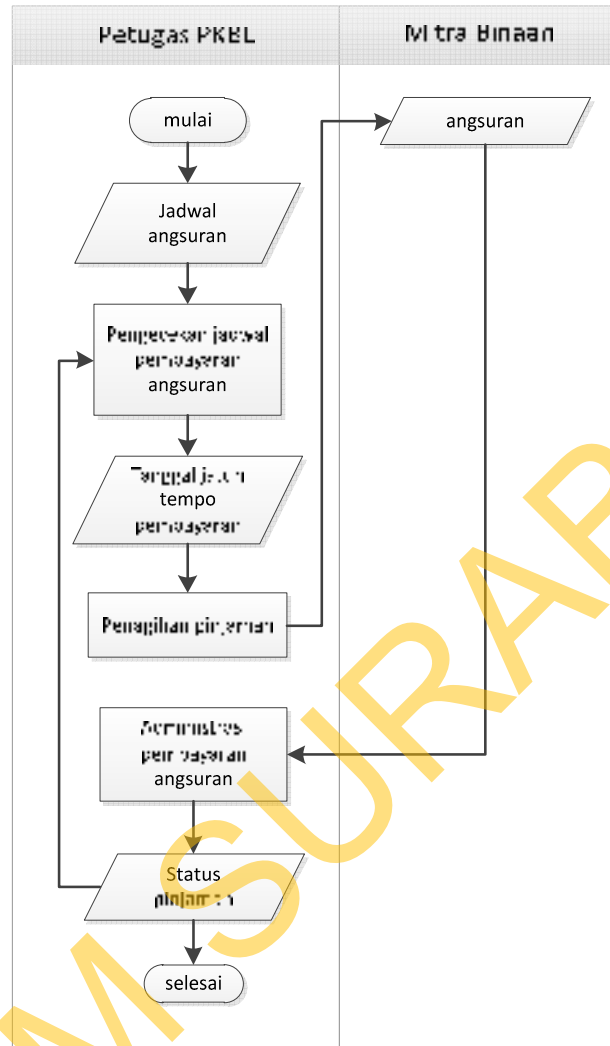 Petugas PKBL
Mitra Binaan
mulai
angsuran
Jadwal
angsuran
Pengecekan jadwal
pembayaran
angsuran
Tanggal jatuh
tempo
pembayaran
Penagihan pinjaman
Administrasi
pembayaran
angsuran
Status
pinjaman
selesai
M SURA